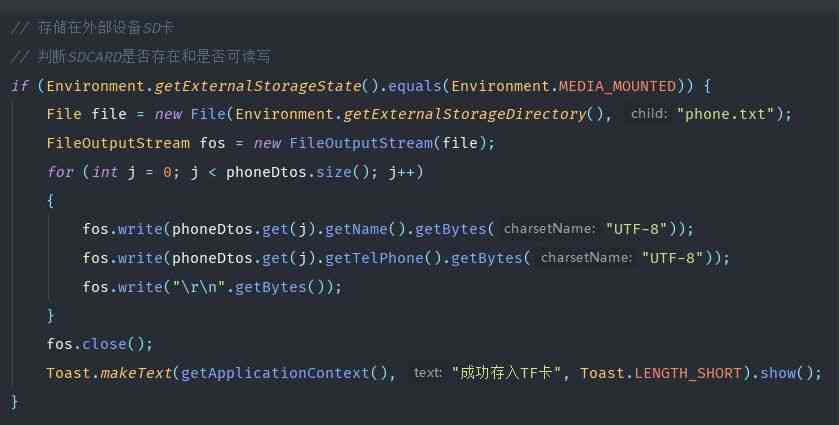 // 存储在外部设备SD卡
// 判断SDCARD是否存在和是否可读写
if (Environment.getExternalStorageState().equals(Environment.MEDIA_MOUNTED)) {
File file = new File(Environment.getExternalStorageDirectory(), child: "phone.txt");
FileOutputStream fos = new FileOutputStream(file);
for (int j = 0; j < phoneDtos.size(); j++)
{
fos.write(phoneDtos.get(j).getName().getBytes( charsetName: "UTF-8"));
fos.write(phoneDtos.get(j).getTelPhone().getBytes( charsetName: "UTF-8"));
fos.write("\r\n".getBytes());
}
fos.close();
Toast.makeText(getApplicationContext(), text: "成功存入TF卡", Toast.LENGTH_SHORT).show();
}